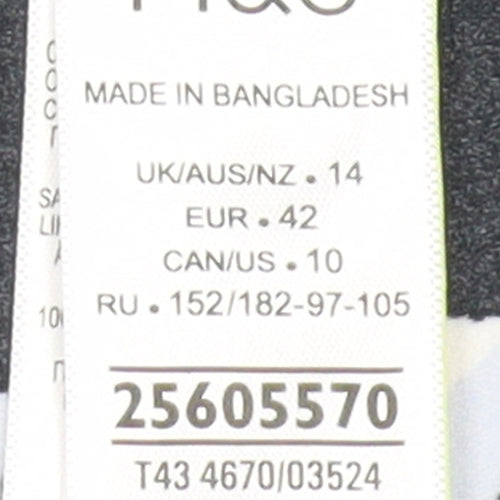 MADE IN BANGLADESH
UK/AUS/NZ • 14
EUR • 42
CAN/US • 10
RU • 152/182-97-105
25605570
T43 4670/03524